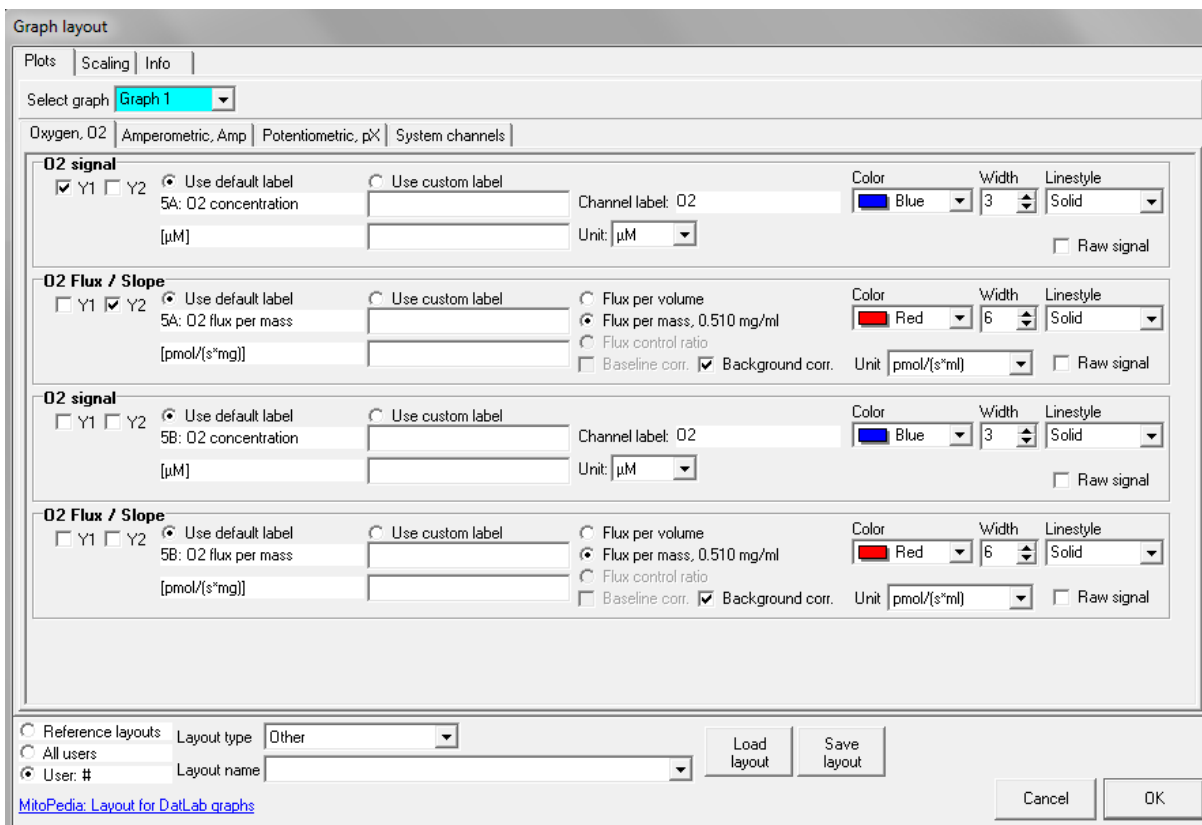 Graph layout
Plots Scaling Info
Select graph Graph 1
Oxygen, O2 Amperometric, Amp Potentiometric, pX System channels
O2 signal
Y1 Y2 Use default label Use custom label Color Width Linestyle
5A: O2 concentration Channel label: O2 Blue 3 Solid
[µM] Unit: µM Raw signal
O2 Flux / Slope
Y1 Y2 Use default label Use custom label Flux per volume Color Width Linestyle
5A: O2 flux per mass Flux per mass, 0.510 mg/ml Red 6 Solid
Flux control ratio
[pmol/(s*mg)] Baseline corr. Background corr. Unit pmol/(s*ml) Raw signal
O2 signal
Y1 Y2 Use default label Use custom label Color Width Linestyle
5B: O2 concentration Channel label: O2 Blue 3 Solid
[µM] Unit: µM Raw signal
O2 Flux / Slope
Y1 Y2 Use default label Use custom label Flux per volume Color Width Linestyle
5B: O2 flux per mass Flux per mass, 0.510 mg/ml Red 6 Solid
Flux control ratio
[pmol/(s*mg)] Baseline corr. Background corr. Unit pmol/(s*ml) Raw signal
Reference layouts Layout type Other
All users
User: # Layout name
Load layout Save layout
MitoPedia: Layout for DatLab graphs
Cancel OK